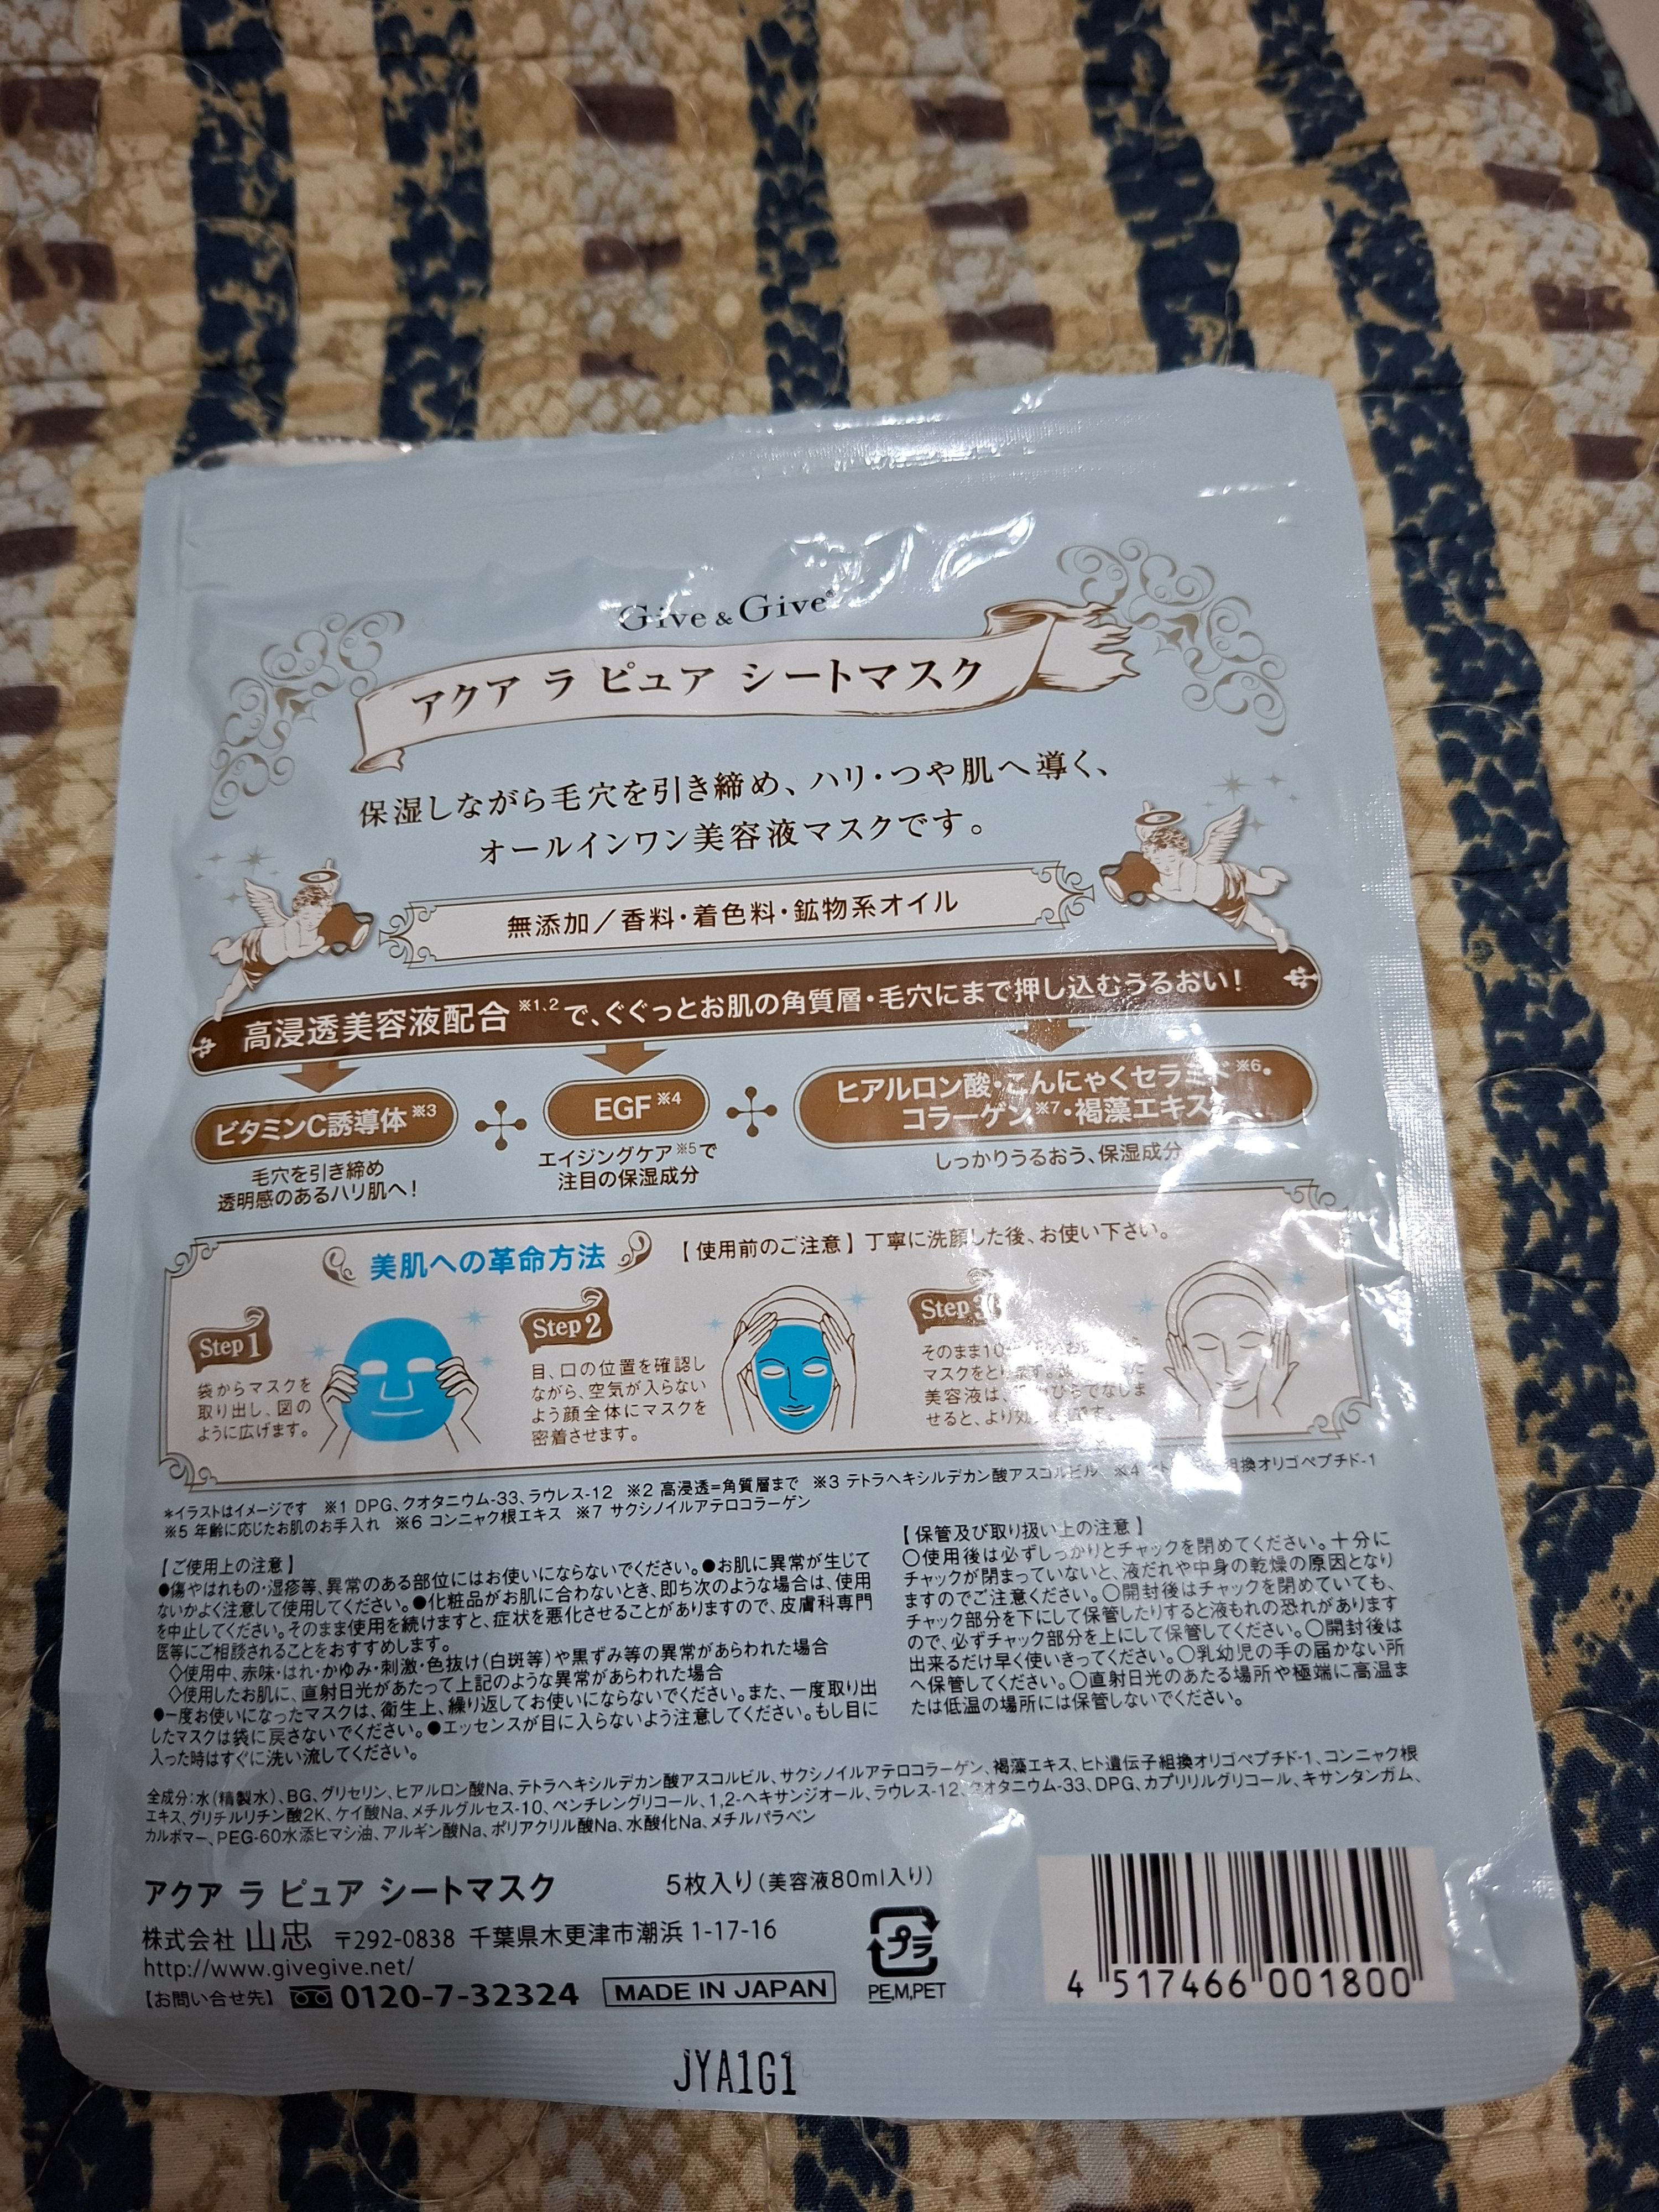 Give & Give®
アクア ラ ピュア シートマスク
保湿しながら毛穴を引き締め、ハリ・つや肌へ導く、
オールインワン美容液マスクです。
無添加／香料・着色料・鉱物系オイル
高浸透美容液配合※1,2で、ぐぐっとお肌の角質層・毛穴にまで押し込むうるおい！
ビタミンC誘導体※3
毛穴を引き締め
透明感のあるハリ肌へ！
EGF※4
エイジングケア※5で
注目の保湿成分
ヒアルロン酸・こんにゃくセラミド※6・
コラーゲン※7・褐藻エキス
しっかりうるおう、保湿成分
美肌への革命方法
【使用前のご注意】丁寧に洗顔した後、お使い下さい。
Step 1
袋からマスクを
取り出し、図の
ように広げます。
Step 2
目、口の位置を確認し
ながら、空気が入らない
よう顔全体にマスクを
密着させます。
Step 3
そのまま10
マスクをとります。
美容液は、でなじま
せると、より
*イラストはイメージです ※1 DPG、クオタニウム-33、ラウレス-12 ※2 高浸透=角質層まで ※3 テトラヘキシルデカン酸アスコルビル ※4 組換オリゴペプチド-1
※5 年齢に応じたお肌のお手入れ ※6 コンニャク根エキス ※7 サクシノイルアテロコラーゲン
【ご使用上の注意】
●傷やはれもの・湿疹等、異常のある部位にはお使いにならないでください。●お肌に異常が生じて
ないかよく注意して使用してください。●化粧品がお肌に合わないとき、即ち次のような場合は、使用
を中止してください。そのまま使用を続けますと、症状を悪化させることがありますので、皮膚科専門
医等にご相談されることをおすすめします。
◇使用中、赤味・はれ・かゆみ・刺激・色抜け(白斑等)や黒ずみ等の異常があらわれた場合
◇使用したお肌に、直射日光があたって上記のような異常があらわれた場合
●一度お使いになったマスクは、衛生上、繰り返してお使いにならないでください。また、一度取り出
したマスクは袋に戻さないでください。●エッセンスが目に入らないよう注意してください。もし目に
入った時はすぐに洗い流してください。
【保管及び取り扱い上の注意】
○使用後は必ずしっかりとチャックを閉めてください。十分に
チャックが閉まっていないと、液だれや中身の乾燥の原因となり
ますのでご注意ください。○開封後はチャックを閉めていても、
チャック部分を下にして保管したりすると液もれの恐れがあります
ので、必ずチャック部分を上にして保管してください。○開封後は
出来るだけ早く使いきってください。○乳幼児の手の届かない所
へ保管してください。○直射日光のあたる場所や極端に高温ま
たは低温の場所には保管しないでください。
全成分:水(精製水)、BG、グリセリン、ヒアルロン酸Na、テトラヘキシルデカン酸アスコルビル、サクシノイルアテロコラーゲン、褐藻エキス、ヒト遺伝子組換オリゴペプチド-1、コンニャク根
エキス、グリチルリチン酸2K、ケイ酸Na、メチルグルセス-10、ペンチレングリコール、1,2-ヘキサンジオール、ラウレス-12、クオタニウム-33、DPG、カプリリルグリコール、キサンタンガム、
カルボマー、PEG-60水添ヒマシ油、アルギン酸Na、ポリアクリル酸Na、水酸化Na、メチルパラベン
アクア ラ ピュア シートマスク 5枚入り(美容液80ml入り)
株式会社 山忠 〒292-0838 千葉県木更津市潮浜 1-17-16
http://www.givegive.net/
【お問い合せ先】 0120-7-32324 MADE IN JAPAN
プラ
PE,M,PET
4 517466 001800
JYA1G1